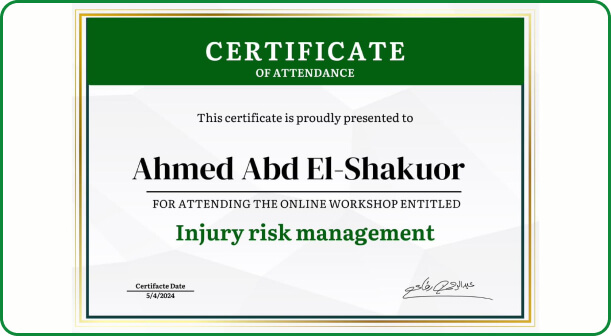 CERTIFICATE
OF ATTENDANCE
This certificate is proudly presented to
Ahmed Abd El-Shakuor
FOR ATTENDING THE ONLINE WORKSHOP ENTITLED
Injury risk management
Certifacte Date
5/4/2024